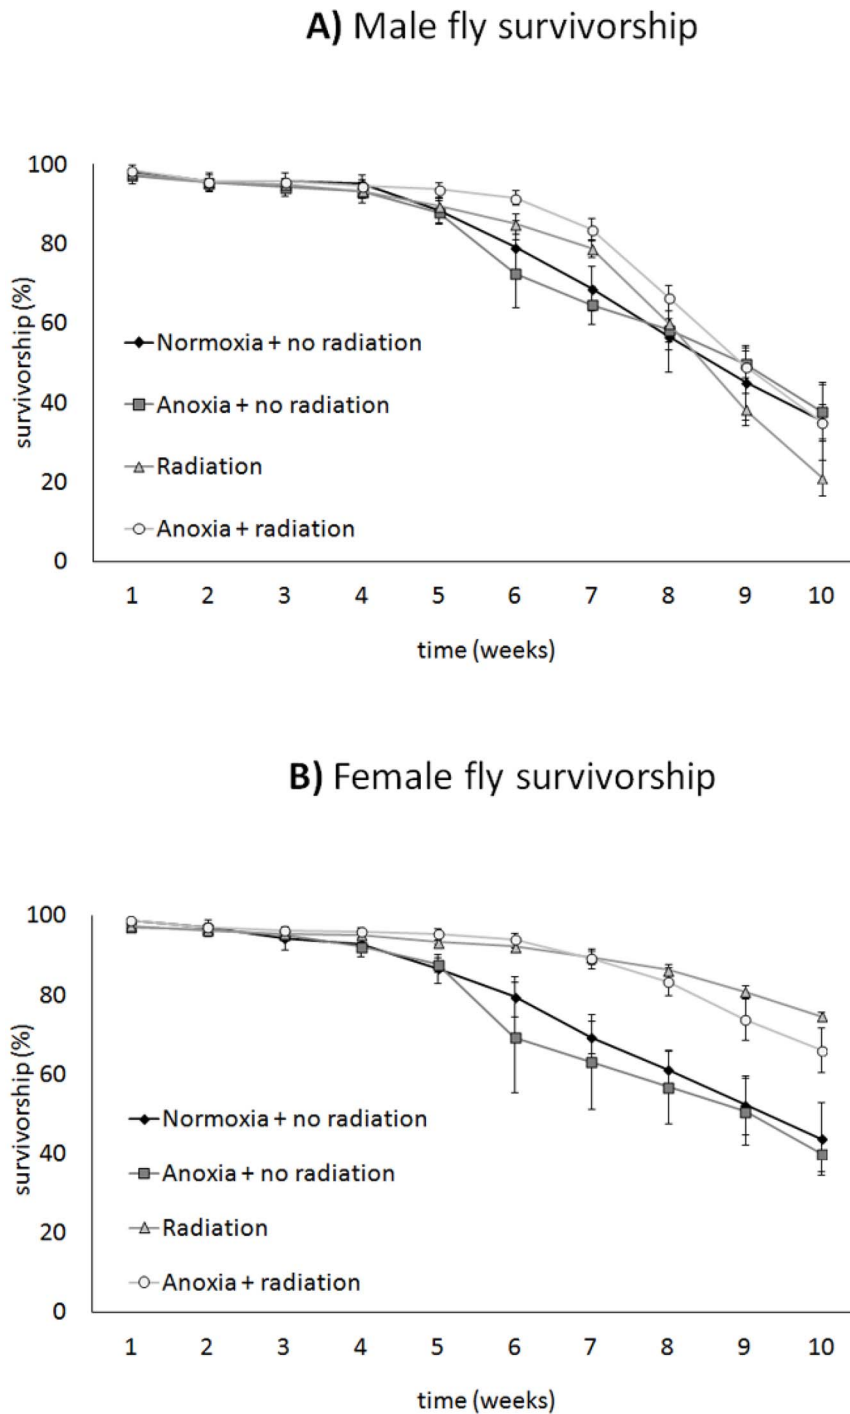 A) Male fly survivorship
100
80
60
40
20
0
survivorship (%)
Normoxia + no radiation
Anoxia + no radiation
Radiation
Anoxia + radiation
1 2 3 4 5 6 7 8 9 10
time (weeks)
B) Female fly survivorship
100
80
60
40
20
0
survivorship (%)
Normoxia + no radiation
Anoxia + no radiation
Radiation
Anoxia + radiation
1 2 3 4 5 6 7 8 9 10
time (weeks)